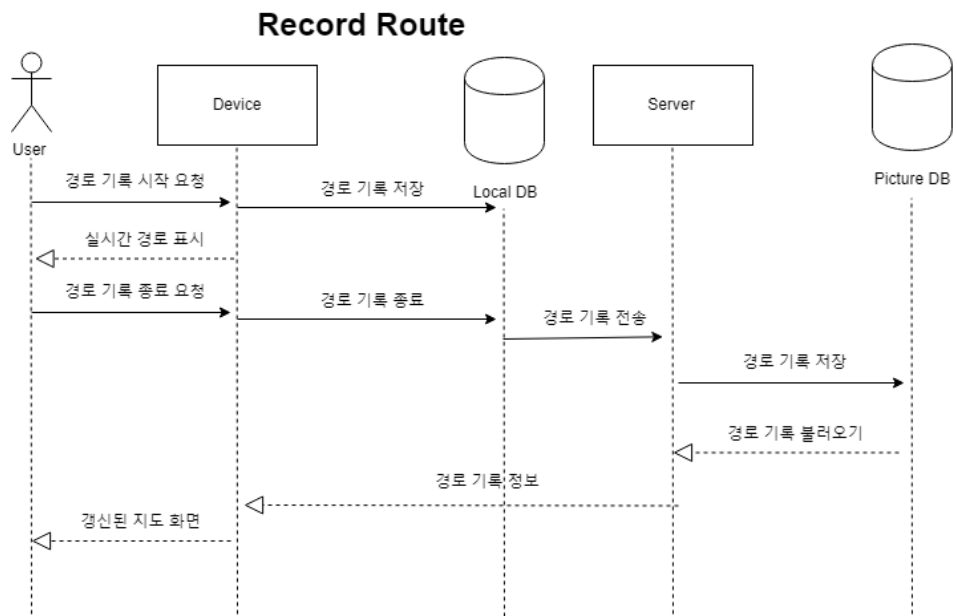 Record Route
Device
Server
User
Local DB
Picture DB
경로 기록 시작 요청
경로 기록 저장
실시간 경로 표시
경로 기록 종료 요청
경로 기록 종료
경로 기록 전송
경로 기록 저장
경로 기록 불러오기
경로 기록 정보
갱신된 지도 화면